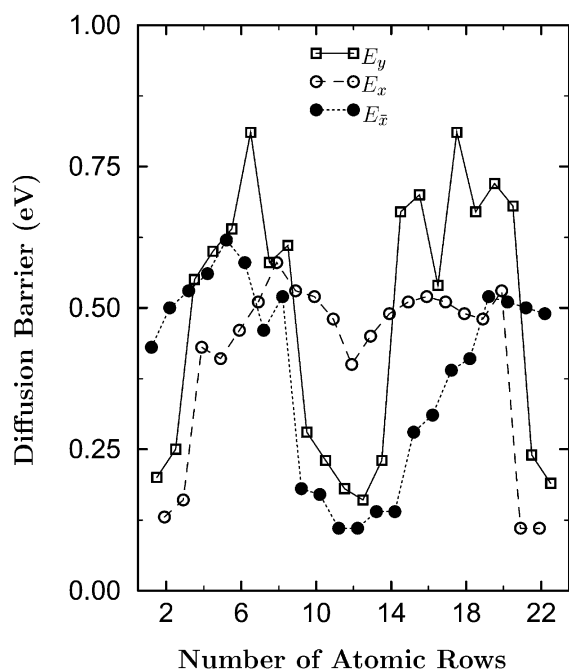 1.00
0.75
0.50
0.25
0.00
Diffusion Barrier (eV)
E_y
E_x
E_x̄
2 6 10 14 18 22
Number of Atomic Rows